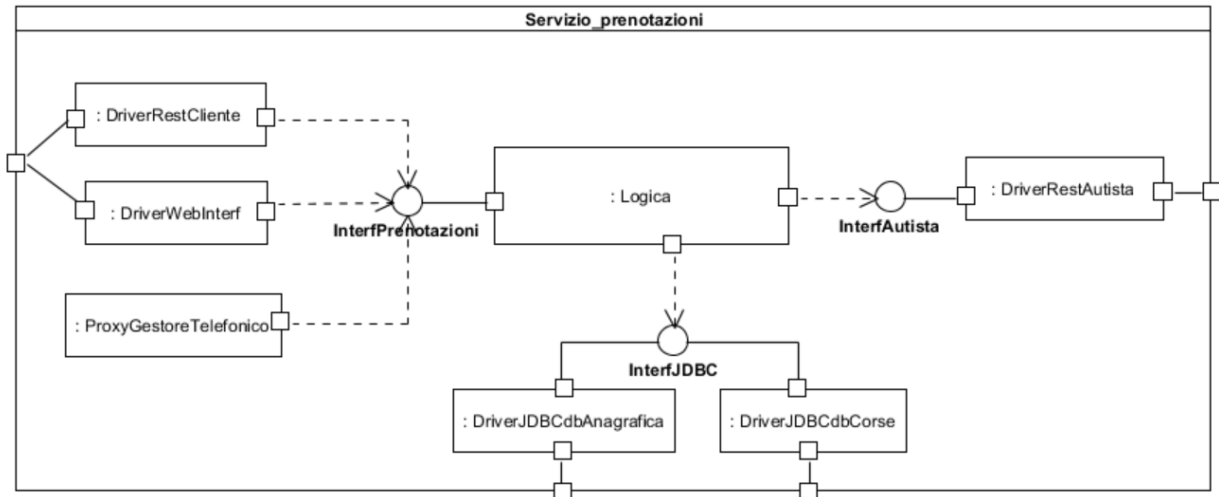 Servizio_prenotazioni
: DriverRestCliente
: DriverWebInterf
: ProxyGestoreTelefonico
InterfPrenotazioni
: Logica
InterfAutista
: DriverRestAutista
InterfJDBC
: DriverJDBCdbAnagrafica
: DriverJDBCdbCorse